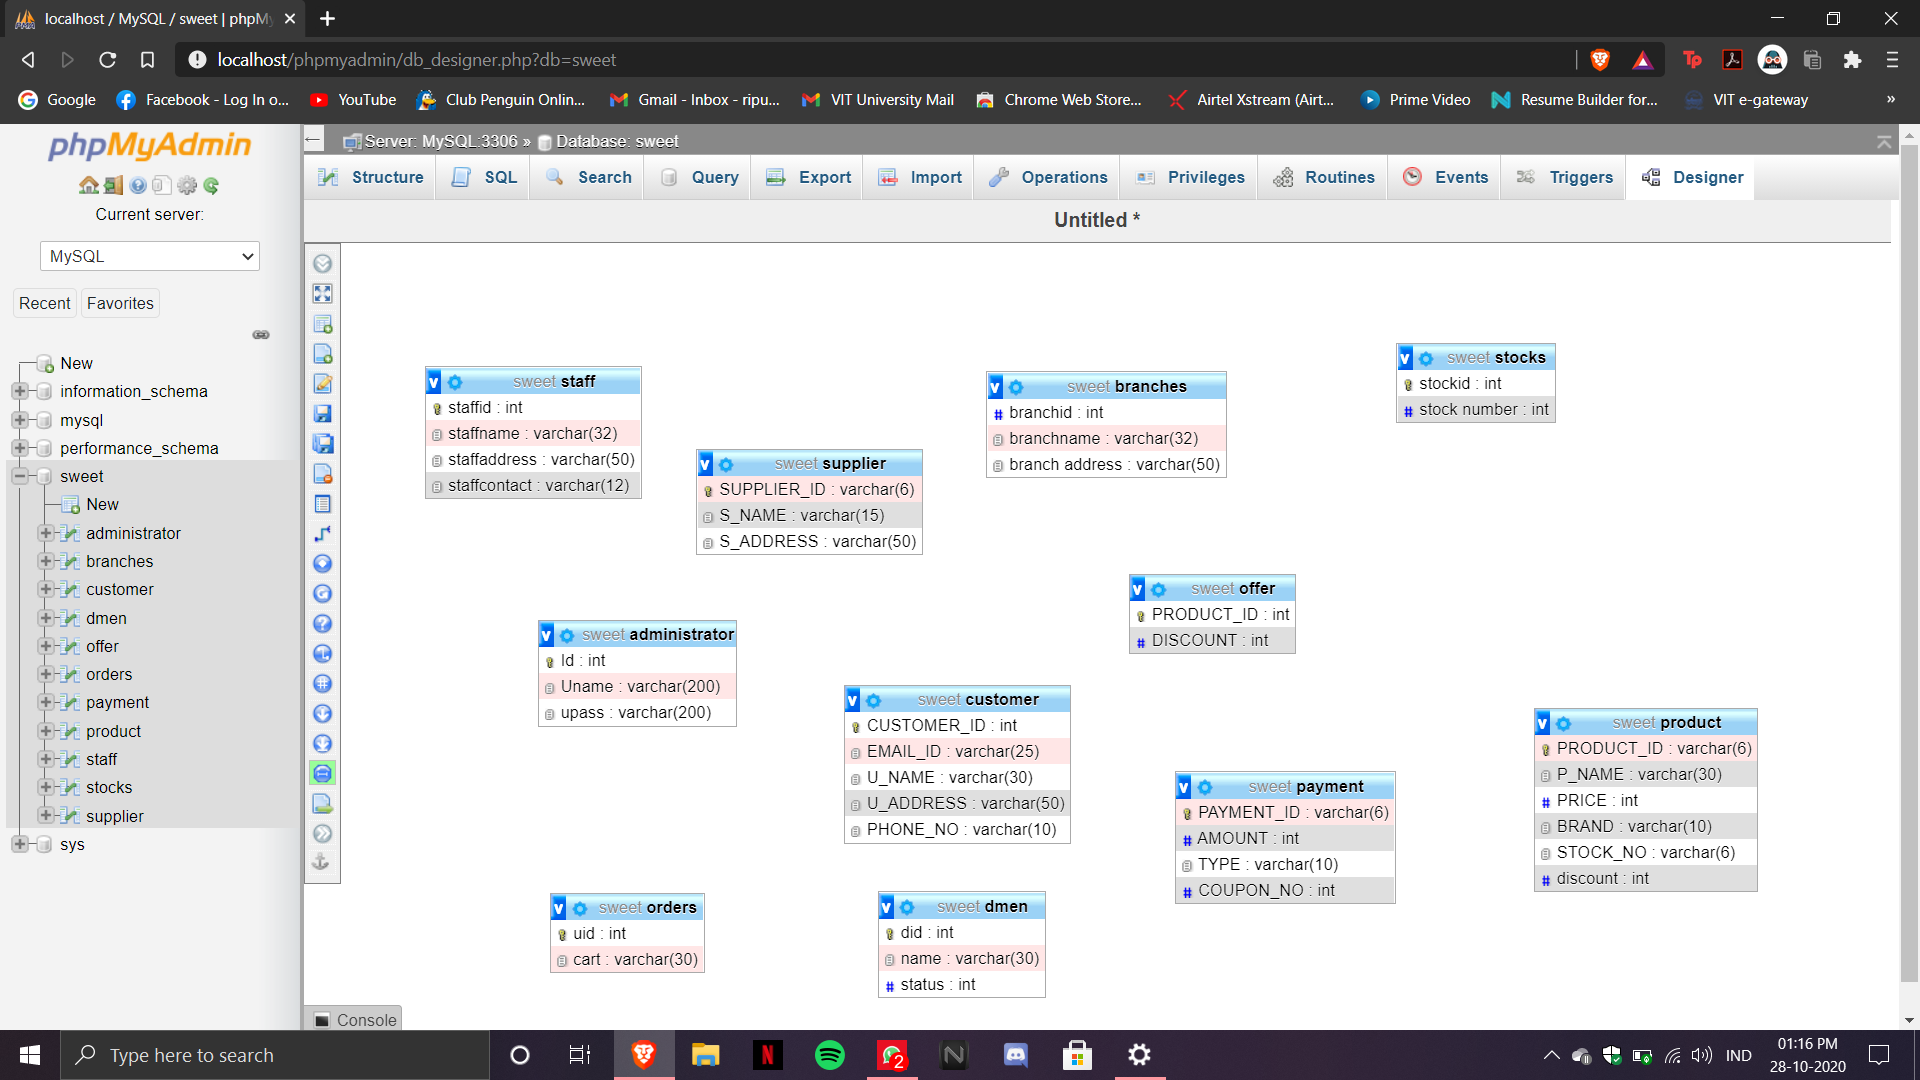 localhost / MySQL / sweet | phpMy
localhost/phpmyadmin/db_designer.php?db=sweet
Google
Facebook - Log In o...
YouTube
Club Penguin Onlin...
Gmail - Inbox - ripu...
VIT University Mail
Chrome Web Store...
Airtel Xstream (Airt...
Prime Video
Resume Builder for...
VIT e-gateway
»
phpMyAdmin
Current server:
MySQL
Recent
Favorites
New
information_schema
mysql
performance_schema
sweet
New
administrator
branches
customer
dmen
offer
orders
payment
product
staff
stocks
supplier
sys
Server: MySQL:3306 » Database: sweet
Structure
SQL
Search
Query
Export
Import
Operations
Privileges
Routines
Events
Triggers
Designer
Untitled *
v sweet staff
staffid : int
staffname : varchar(32)
staffaddress : varchar(50)
staffcontact : varchar(12)
v sweet supplier
SUPPLIER_ID : varchar(6)
S_NAME : varchar(15)
S_ADDRESS : varchar(50)
v sweet branches
# branchid : int
branchname : varchar(32)
branch address : varchar(50)
v sweet stocks
stockid : int
# stock number : int
v sweet offer
PRODUCT_ID : int
# DISCOUNT : int
v sweet administrator
Id : int
Uname : varchar(200)
upass : varchar(200)
v sweet customer
CUSTOMER_ID : int
EMAIL_ID : varchar(25)
U_NAME : varchar(30)
U_ADDRESS : varchar(50)
PHONE_NO : varchar(10)
v sweet payment
PAYMENT_ID : varchar(6)
# AMOUNT : int
TYPE : varchar(10)
# COUPON_NO : int
v sweet product
PRODUCT_ID : varchar(6)
P_NAME : varchar(30)
# PRICE : int
BRAND : varchar(10)
STOCK_NO : varchar(6)
# discount : int
v sweet orders
uid : int
cart : varchar(30)
v sweet dmen
did : int
name : varchar(30)
# status : int
Console
Type here to search
2
IND
01:16 PM
28-10-2020